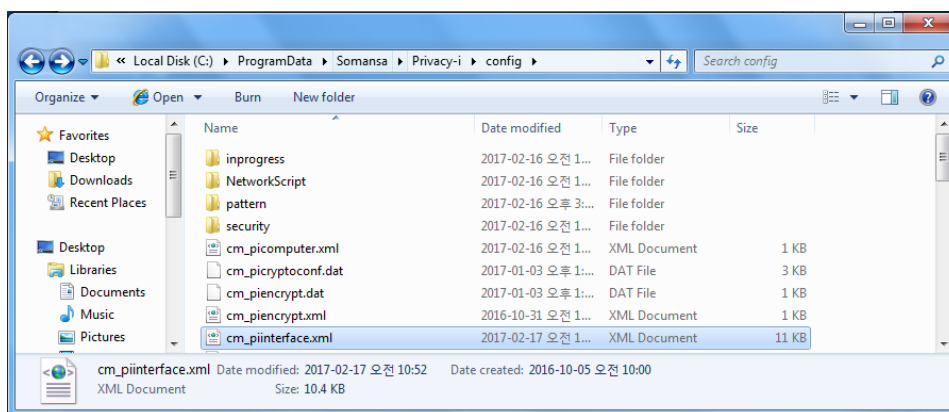 « Local Disk (C:) ▸ ProgramData ▸ Somansa ▸ Privacy-i ▸ config ▸
Search config
Organize ▾ Open ▾ Burn New folder
Favorites
Desktop
Downloads
Recent Places
Desktop
Libraries
Documents
Music
Pictures
Name Date modified Type Size
inprogress 2017-02-16 오전 1... File folder
NetworkScript 2017-02-16 오전 1... File folder
pattern 2017-02-16 오후 3:... File folder
security 2017-02-16 오전 1... File folder
cm_picomputer.xml 2017-02-16 오전 1... XML Document 1 KB
cm_picryptoconf.dat 2017-01-03 오후 1:... DAT File 3 KB
cm_piencrypt.dat 2017-01-03 오후 1:... DAT File 1 KB
cm_piencrypt.xml 2016-10-31 오전 1... XML Document 1 KB
cm_piinterface.xml 2017-02-17 오전 1... XML Document 11 KB
cm_piinterface.xml Date modified: 2017-02-17 오전 10:52 Date created: 2016-10-05 오전 10:00
XML Document Size: 10.4 KB